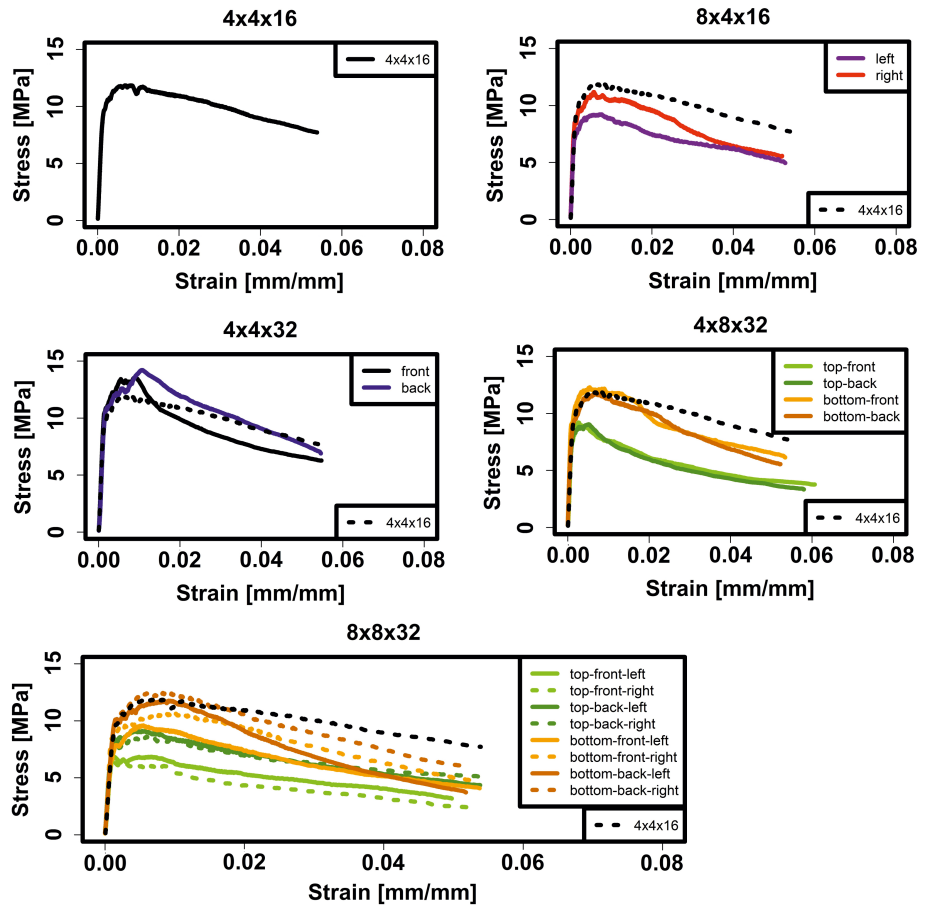 4x4x16
Stress [MPa]
15
10
5
0
4x4x16
0.00 0.02 0.04 0.06 0.08
Strain [mm/mm]
8x4x16
Stress [MPa]
15
10
5
0
left
right
4x4x16
0.00 0.02 0.04 0.06 0.08
Strain [mm/mm]
4x4x32
Stress [MPa]
15
10
5
0
front
back
4x4x16
0.00 0.02 0.04 0.06 0.08
Strain [mm/mm]
4x8x32
Stress [MPa]
15
10
5
0
top-front
top-back
bottom-front
bottom-back
4x4x16
0.00 0.02 0.04 0.06 0.08
Strain [mm/mm]
8x8x32
Stress [MPa]
15
10
5
0
top-front-left
top-front-right
top-back-left
top-back-right
bottom-front-left
bottom-front-right
bottom-back-left
bottom-back-right
4x4x16
0.00 0.02 0.04 0.06 0.08
Strain [mm/mm]